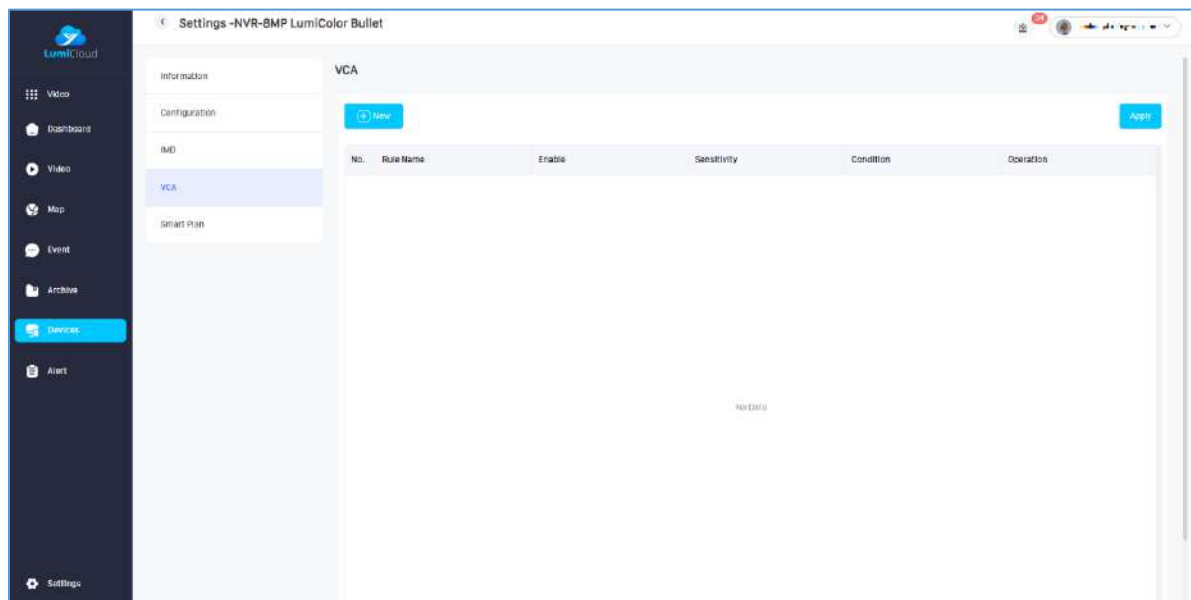 LumiCloud
Video
Dashboard
Video
Map
Event
Archive
Devices
Alert
Settings
Settings -NVR-8MP LumiColor Bullet
34
Information
Configuration
IMD
VCA
Smart Plan
VCA
New
Apply
No. Rule Name Enable Sensitivity Condition Operation
No Data